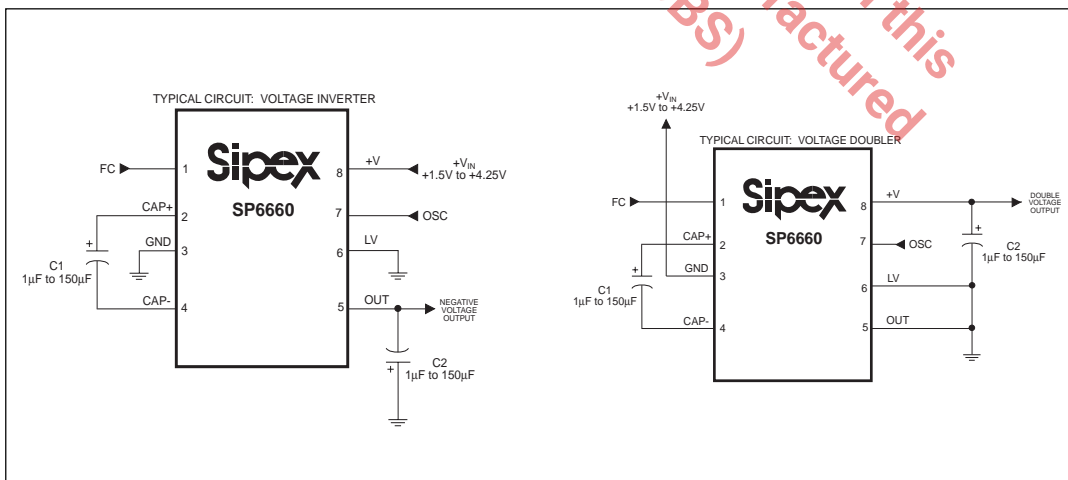 this
BS)
actured
TYPICAL CIRCUIT: VOLTAGE INVERTER
Sipex
SP6660
FC
1
CAP+
2
GND
3
C1
1µF to 150µF
CAP-
4
8
+V
+VIN
+1.5V to +4.25V
7
OSC
6
LV
5
OUT
NEGATIVE
VOLTAGE
OUTPUT
+
+
C2
1µF to 150µF
+VIN
+1.5V to +4.25V
TYPICAL CIRCUIT: VOLTAGE DOUBLER
Sipex
SP6660
FC
1
CAP+
2
GND
3
+
C1
1µF to 150µF
CAP-
4
8
+V
DOUBLE
VOLTAGE
OUTPUT
7
OSC
+
C2
1µF to 150µF
6
LV
5
OUT